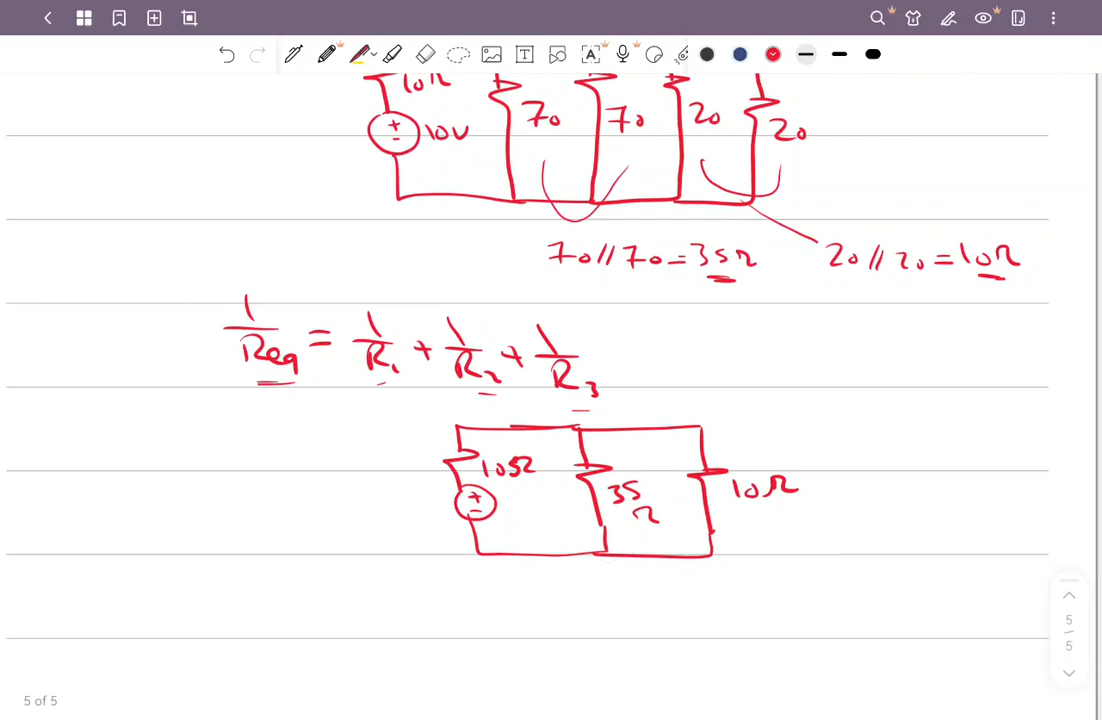 10Ω
+
-
10V
70
70
20
20
70//70=35Ω
20//20=10Ω
1/Req = 1/R1 + 1/R2 + 1/R3
10Ω
+
-
35
Ω
10Ω
5
5
5 of 5